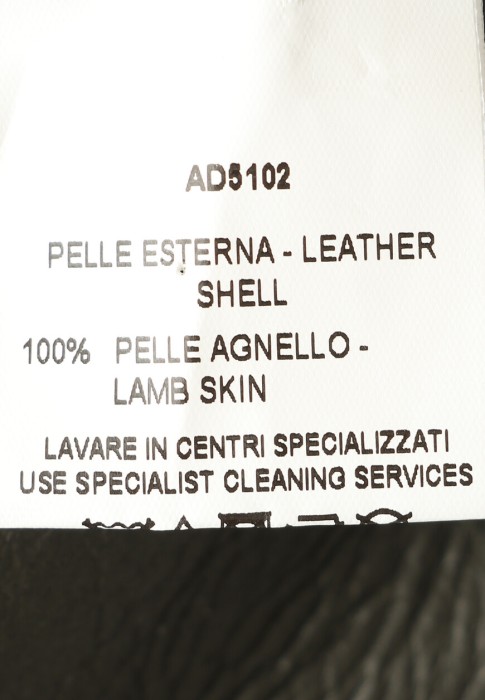 AD5102
PELLE ESTERNA - LEATHER
SHELL
100% PELLE AGNELLO -
LAMB SKIN
LAVARE IN CENTRI SPECIALIZZATI
USE SPECIALIST CLEANING SERVICES